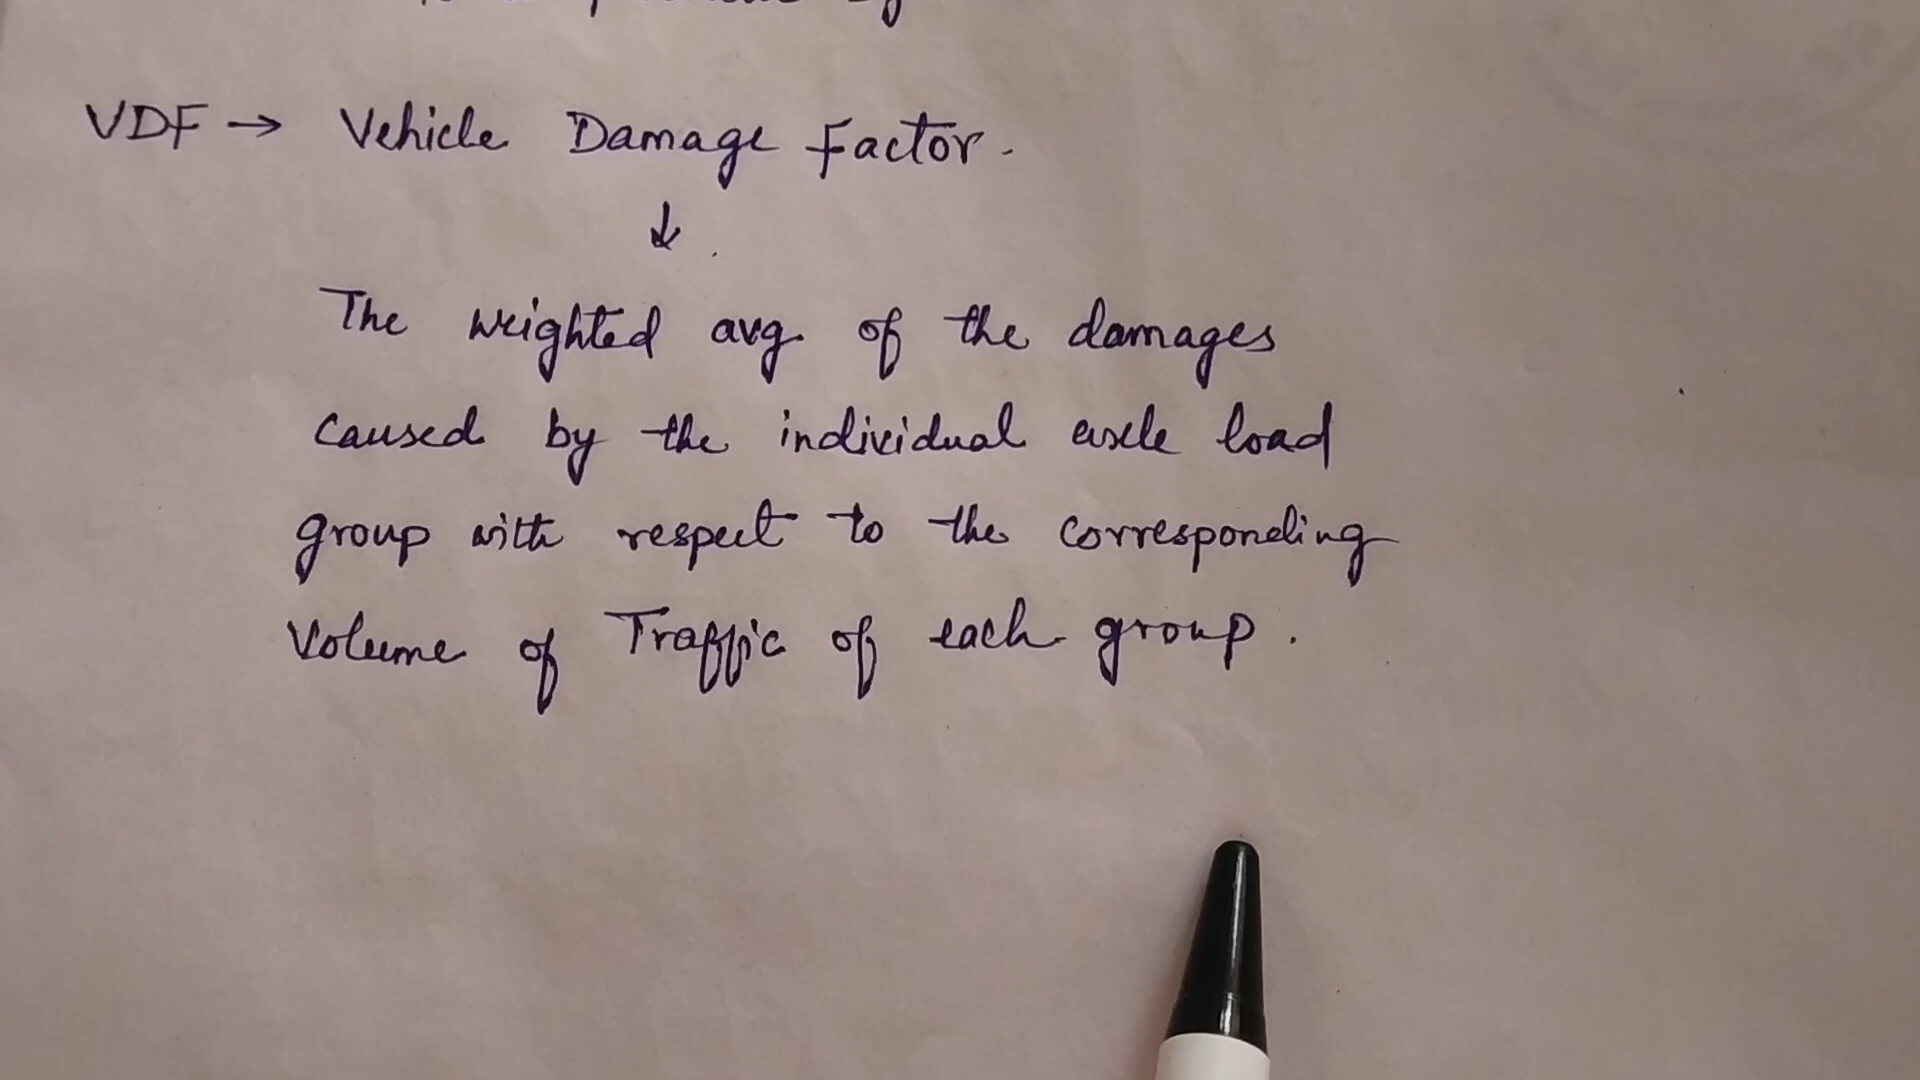 VDF → Vehicle Damage Factor.
↓
The weighted avg. of the damages
caused by the individual axle load
group with respect to the corresponding
Volume of Traffic of each group.